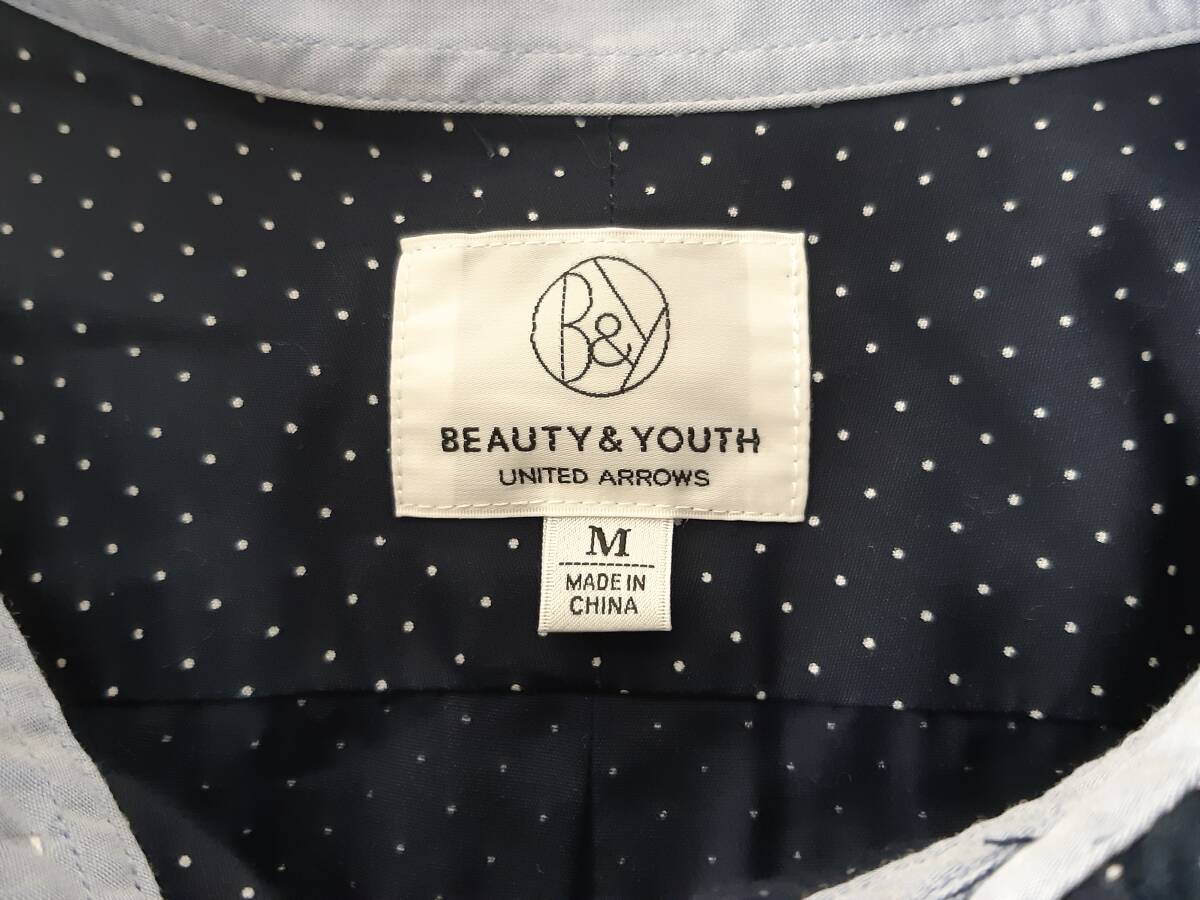 B&Y
BEAUTY & YOUTH
UNITED ARROWS
M
MADE IN
CHINA